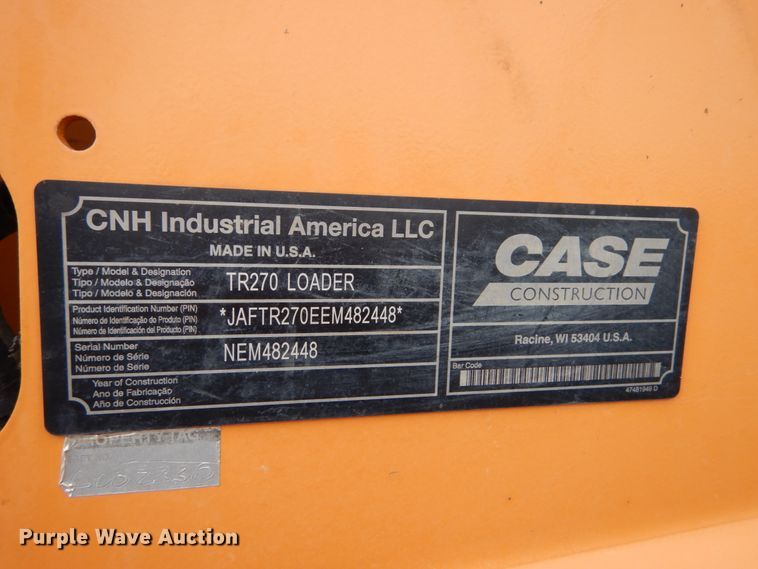 CNH Industrial America LLC
MADE IN U.S.A.
Type / Model & Designation
Tipo / Modelo & Designação
Tipo / Modelo & Designación
TR270 LOADER
Product Identification Number (PIN)
Número de Identificação do Produto (PIN)
Número de Identificación del Producto (PIN)
*JAFTR270EEM482448*
Serial Number
Número de Série
Número de Serie
NEM482448
Year of Construction
Ano de Fabricação
Año de Construcción
CASE
CONSTRUCTION
Racine, WI 53404 U.S.A.
Bar Code
47481949 D
PROPERTY TAG
Purple Wave Auction